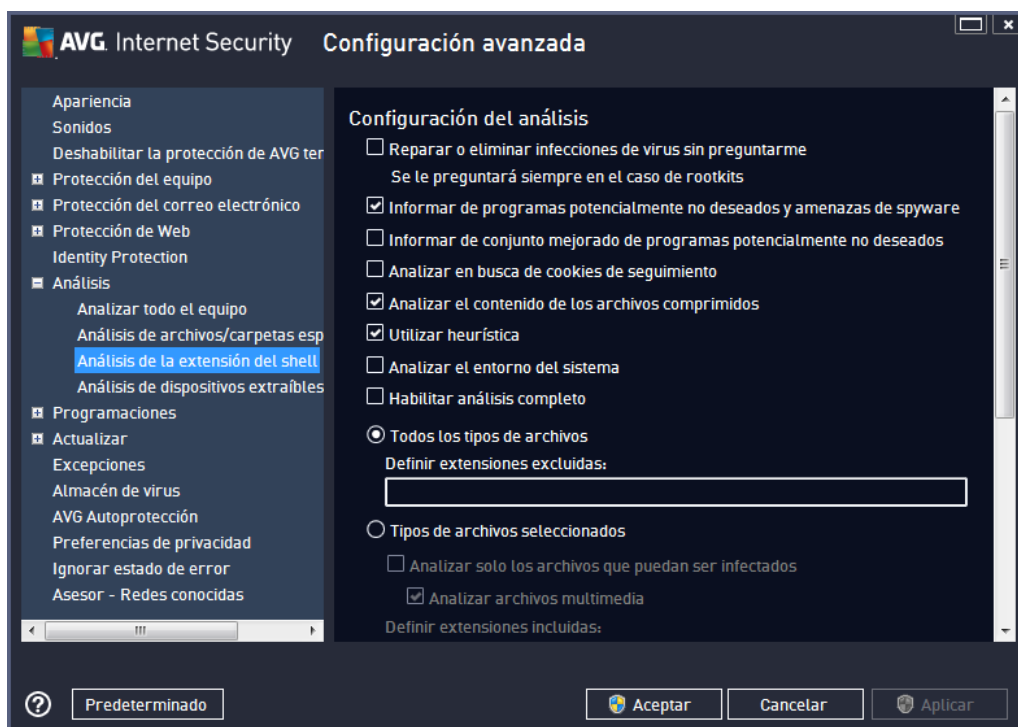 AVG. Internet Security Configuración avanzada
Apariencia
Sonidos
Deshabilitar la protección de AVG ter
Protección del equipo
Protección del correo electrónico
Protección de Web
Identity Protection
Análisis
Analizar todo el equipo
Análisis de archivos/carpetas esp
Análisis de la extensión del shell
Análisis de dispositivos extraíbles
Programaciones
Actualizar
Excepciones
Almacén de virus
AVG Autoprotección
Preferencias de privacidad
Ignorar estado de error
Asesor - Redes conocidas
Configuración del análisis
Reparar o eliminar infecciones de virus sin preguntarme
Se le preguntará siempre en el caso de rootkits
Informar de programas potencialmente no deseados y amenazas de spyware
Informar de conjunto mejorado de programas potencialmente no deseados
Analizar en busca de cookies de seguimiento
Analizar el contenido de los archivos comprimidos
Utilizar heurística
Analizar el entorno del sistema
Habilitar análisis completo
Todos los tipos de archivos
Definir extensiones excluidas:
Tipos de archivos seleccionados
Analizar solo los archivos que puedan ser infectados
Analizar archivos multimedia
Definir extensiones incluidas:
Predeterminado
Aceptar
Cancelar
Aplicar